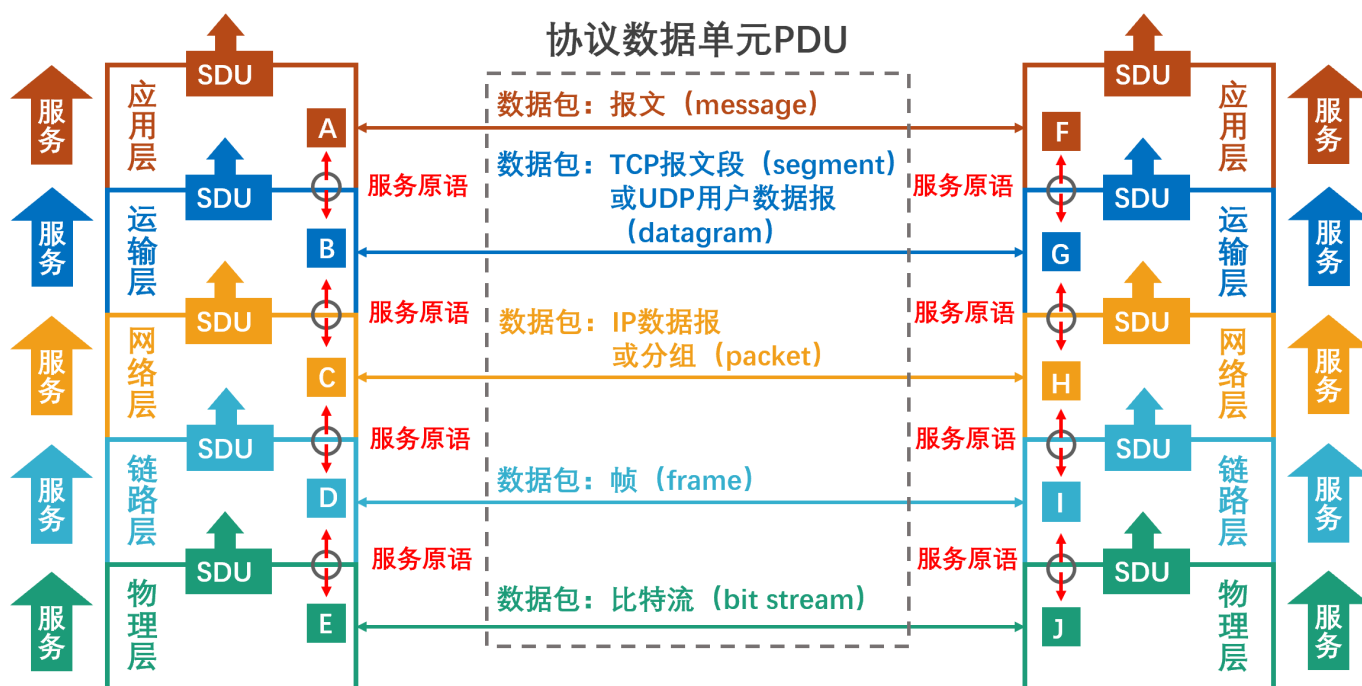 协议数据单元PDU
SDU
服务
应用层
A
数据包：报文（message）
F
SDU
应用层
服务
服务原语
数据包：TCP报文段（segment）
或UDP用户数据报
（datagram）
服务原语
SDU
服务
运输层
B
G
SDU
运输层
服务
服务原语
数据包：IP数据报
或分组（packet）
服务原语
SDU
服务
网络层
C
H
SDU
网络层
服务
服务原语
服务原语
SDU
服务
链路层
D
数据包：帧（frame）
I
SDU
链路层
服务
服务原语
服务原语
SDU
服务
物理层
E
数据包：比特流（bit stream）
J
SDU
物理层
服务